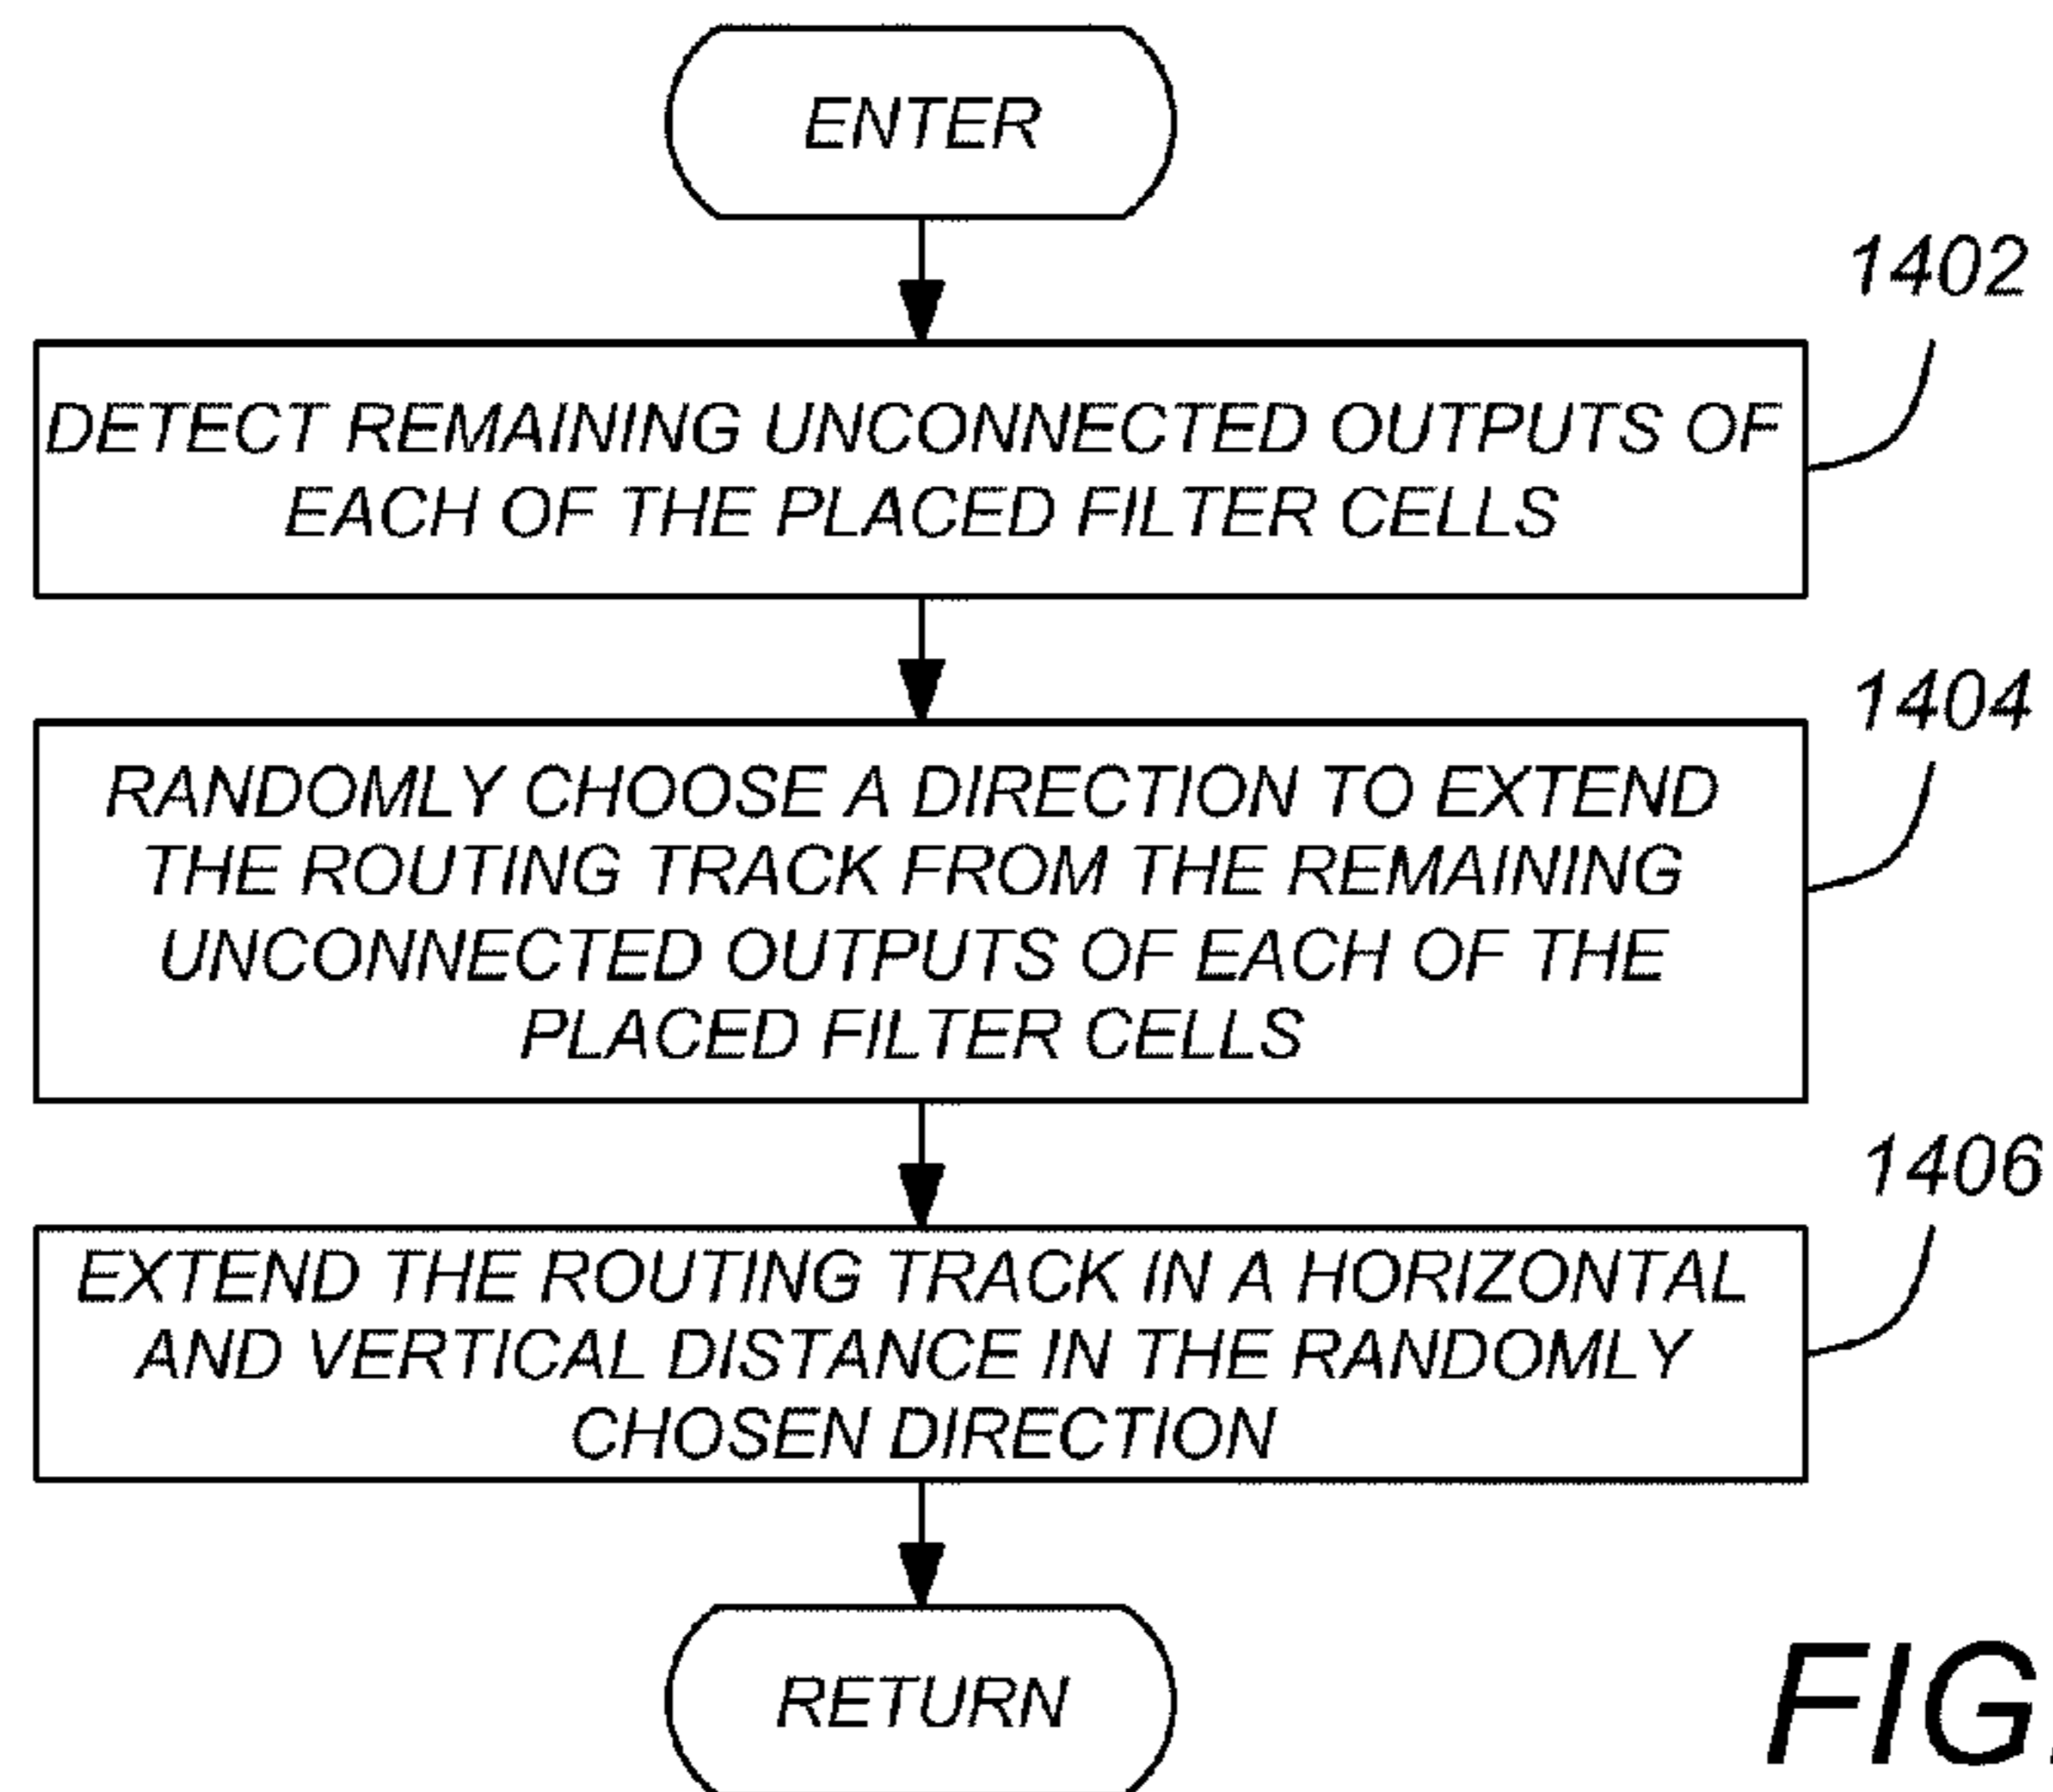 ENTER
1402
DETECT REMAINING UNCONNECTED OUTPUTS OF
EACH OF THE PLACED FILTER CELLS
1404
RANDOMLY CHOOSE A DIRECTION TO EXTEND
THE ROUTING TRACK FROM THE REMAINING
UNCONNECTED OUTPUTS OF EACH OF THE
PLACED FILTER CELLS
1406
EXTEND THE ROUTING TRACK IN A HORIZONTAL
AND VERTICAL DISTANCE IN THE RANDOMLY
CHOSEN DIRECTION
RETURN
FIG.